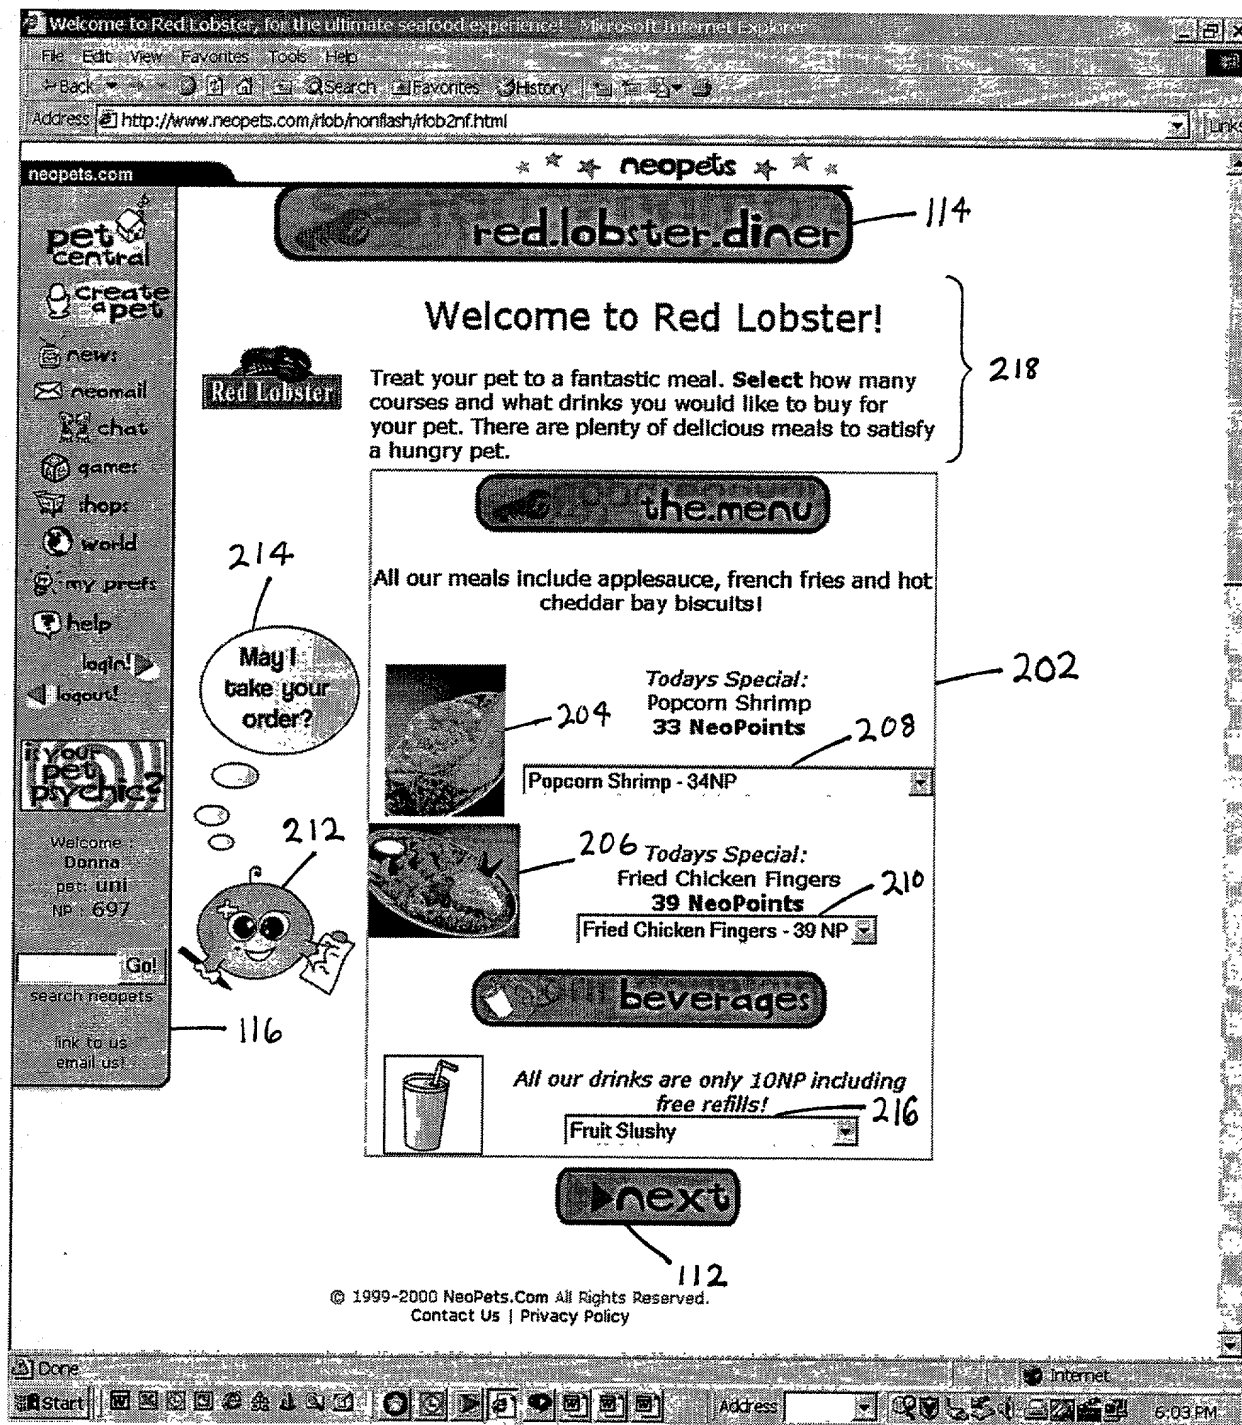 Welcome to Red Lobster, for the ultimate seafood experience! - Microsoft Internet Explorer
File Edit View Favorites Tools Help
Back Search Favorites History
Address http://www.neopets.com/rlob/nonflash/rlob2nf.html Links
neopets.com
neopets
red.lobster.diner
114
pet central
create a pet
news
neomail
chat
games
shops
world
my prefs
help
login!
logout!
is your pet psychic?
Welcome :
Donna
pet: uni
NP : 697
Go!
search neopets
link to us
email us!
116
Welcome to Red Lobster!
218
Red Lobster
Treat your pet to a fantastic meal. Select how many
courses and what drinks you would like to buy for
your pet. There are plenty of delicious meals to satisfy
a hungry pet.
the.menu
214
All our meals include applesauce, french fries and hot
cheddar bay biscuits!
May I
take your
order?
202
Todays Special:
Popcorn Shrimp
33 NeoPoints
204
208
Popcorn Shrimp - 34NP
212
206
Todays Special:
Fried Chicken Fingers
39 NeoPoints
210
Fried Chicken Fingers - 39 NP
beverages
All our drinks are only 10NP including
free refills!
216
Fruit Slushy
next
112
© 1999-2000 NeoPets.Com All Rights Reserved.
Contact Us | Privacy Policy
Done Internet
Start Address 6:03 PM